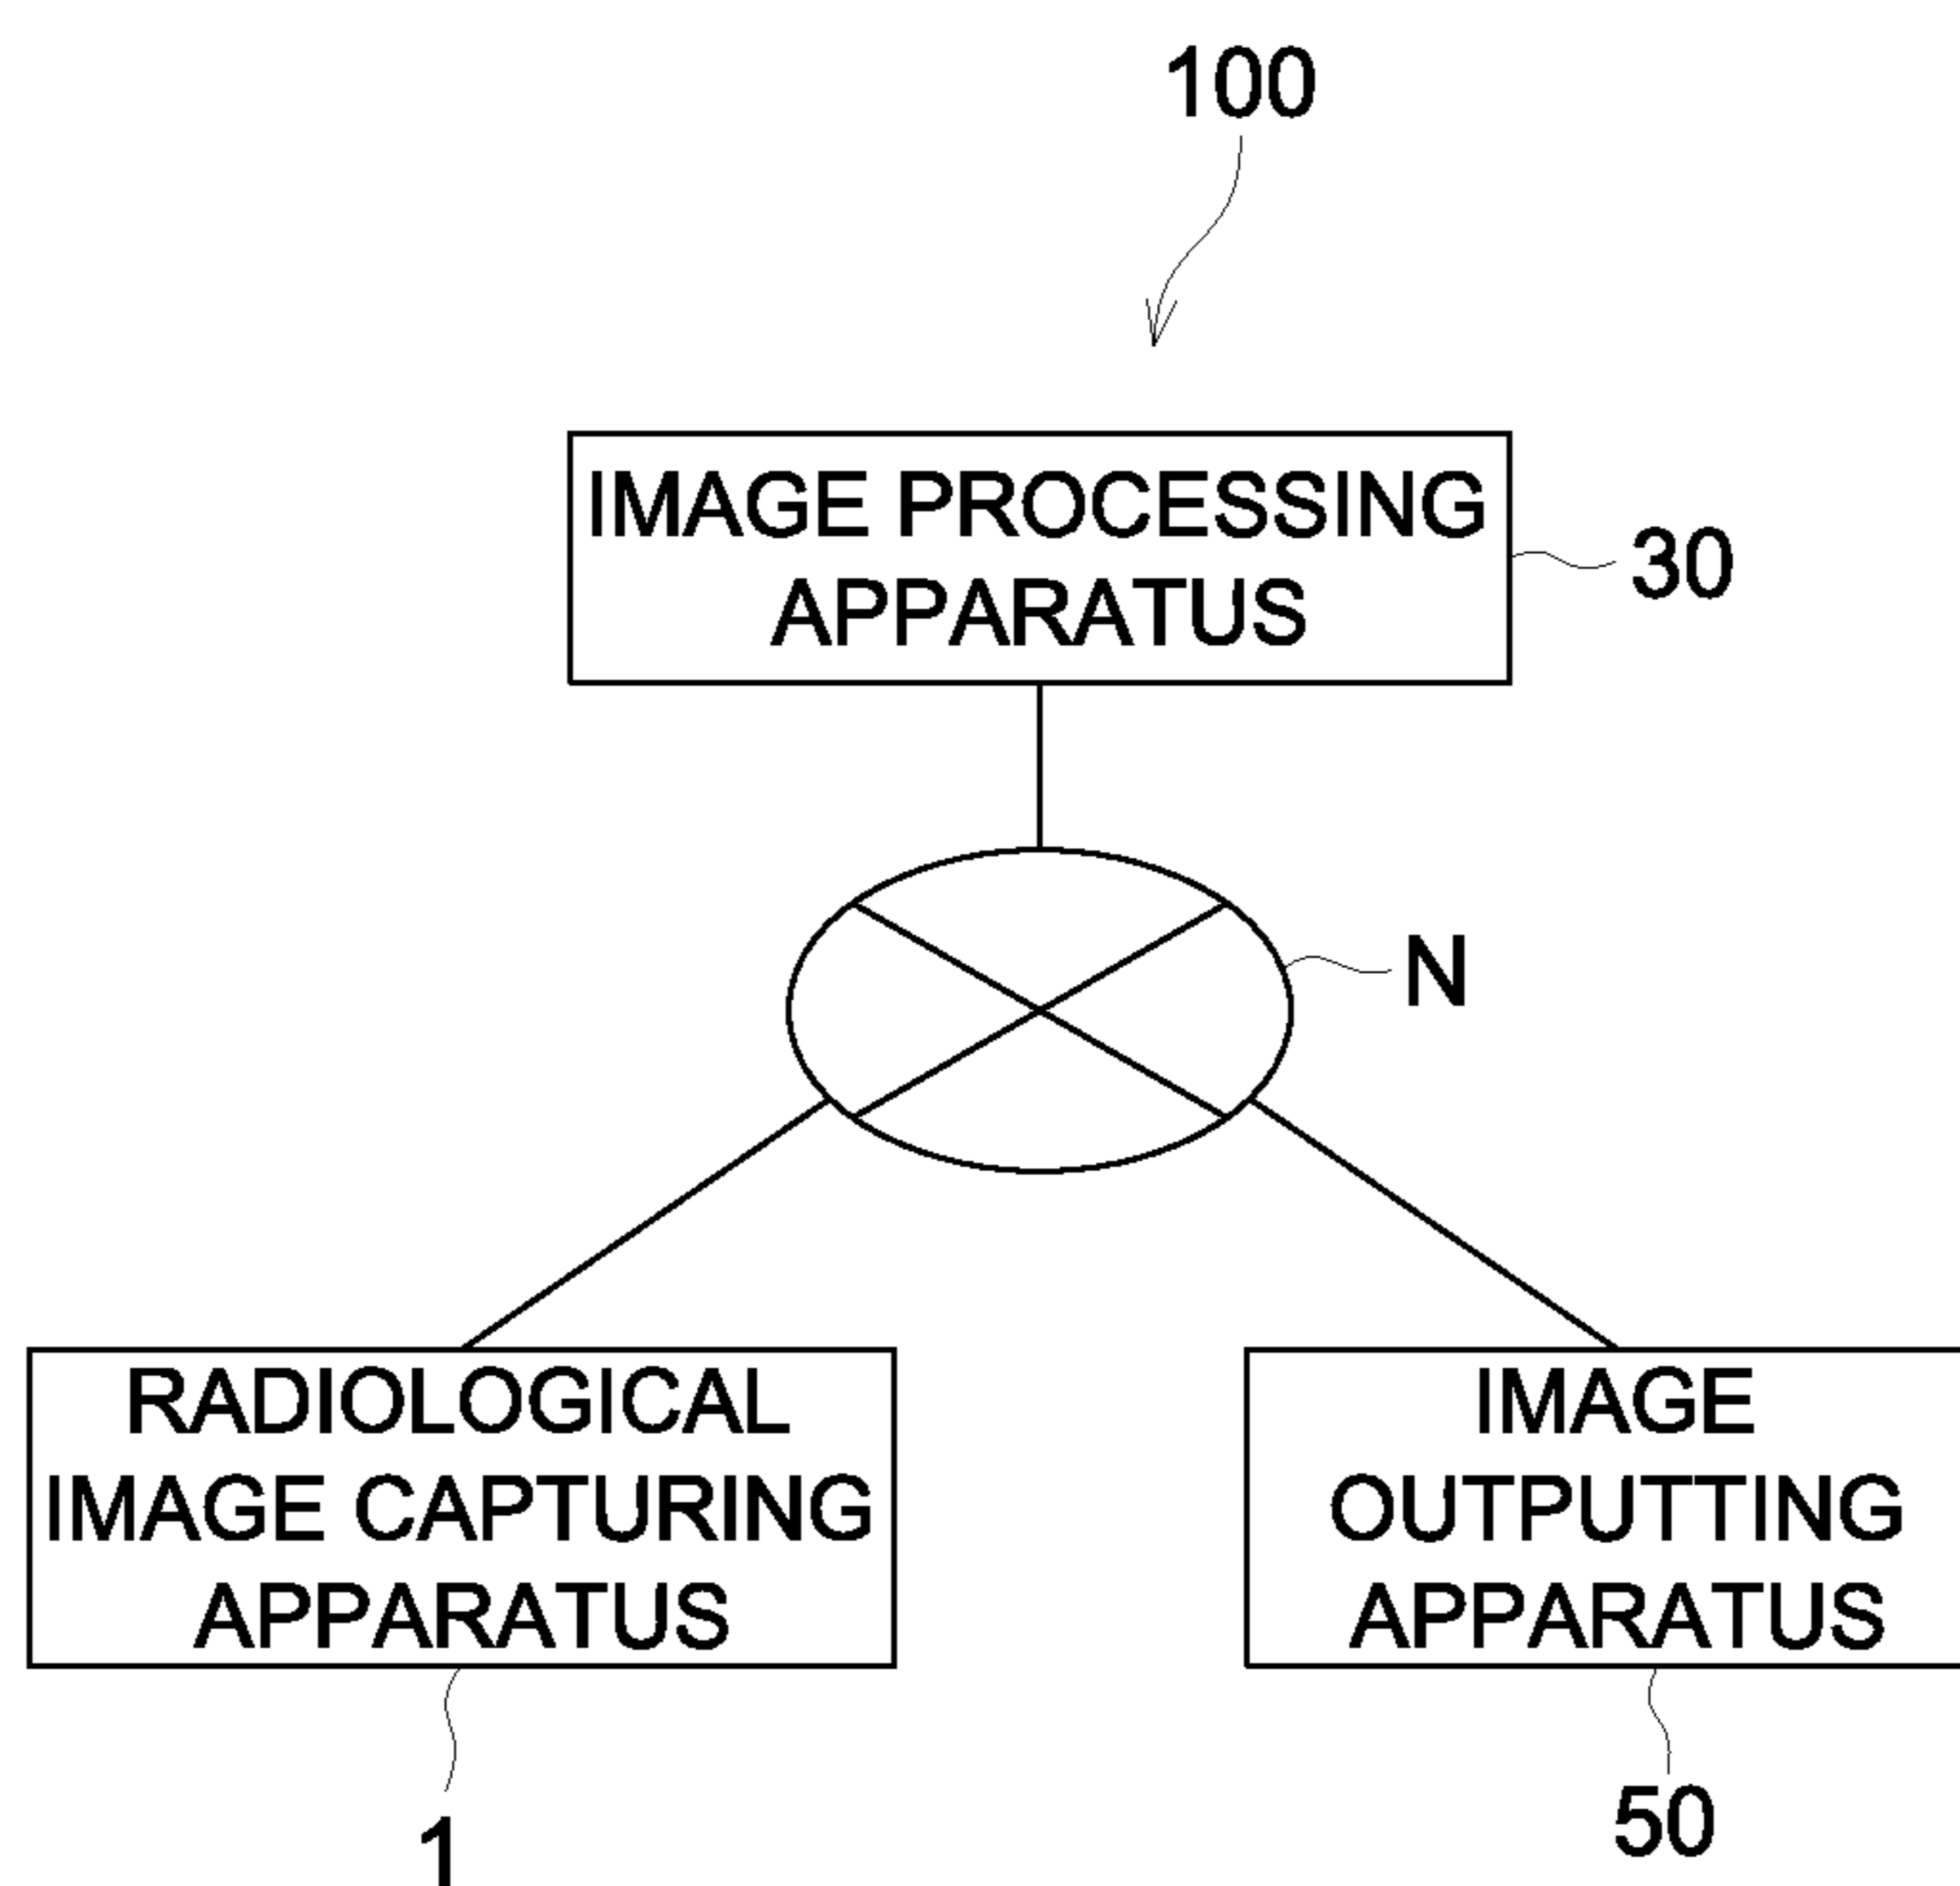 100
IMAGE PROCESSING
APPARATUS
30
N
RADIOLOGICAL
IMAGE CAPTURING
APPARATUS
IMAGE
OUTPUTTING
APPARATUS
1
50